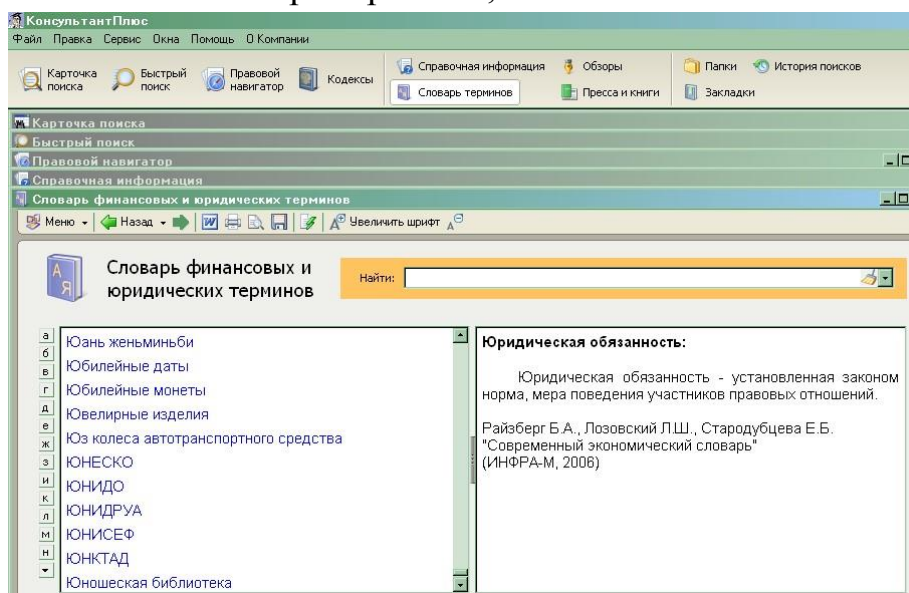 КонсультантПлюс
Файл Правка Сервис Окна Помощь О Компании
Карточка поиска
Быстрый поиск
Правовой навигатор
Кодексы
Справочная информация
Словарь терминов
Обзоры
Пресса и книги
Папки
Закладки
История поисков
Карточка поиска
Быстрый поиск
Правовой навигатор
Справочная информация
Словарь финансовых и юридических терминов
Меню Назад W Увеличить шрифт
Словарь финансовых и
юридических терминов
Найти:
а
б
в
г
д
е
ж
з
и
к
л
м
н
Юань женьминьби
Юбилейные даты
Юбилейные монеты
Ювелирные изделия
Юз колеса автотранспортного средства
ЮНЕСКО
ЮНИДО
ЮНИДРУА
ЮНИСЕФ
ЮНКТАД
Юношеская библиотека
Юридическая обязанность:
Юридическая обязанность - установленная законом
норма, мера поведения участников правовых отношений.
Райзберг Б.А., Лозовский Л.Ш., Стародубцева Е.Б.
"Современный экономический словарь"
(ИНФРА-М, 2006)